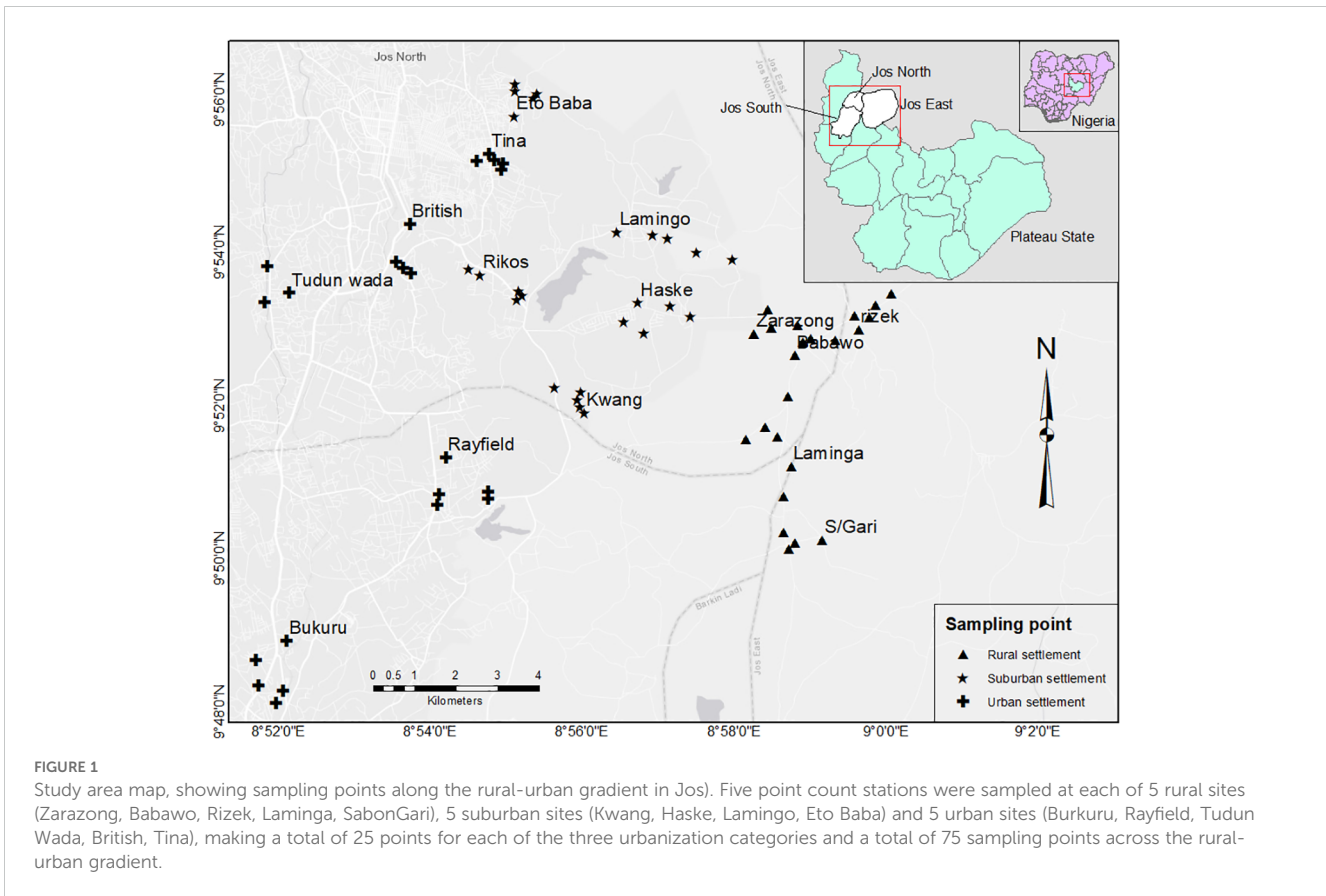 Jos North
Jos East
Jos North
Jos North
Jos South
Jos East
Nigeria
Plateau State
9°56'0"N
9°54'0"N
9°52'0"N
9°50'0"N
9°48'0"N
Eto Baba
Tina
British
Lamingo
Tudun wada
Rikos
Haske
Zarazong
rizek
Babawo
Kwang
Rayfield
Jos North
Jos South
Laminga
S/Gari
N
Barkin Ladi
Jos East
Bukuru
0 0.5 1 2 3 4
Kilometers
Sampling point
Rural settlement
Suburban settlement
Urban settlement
8°52'0"E 8°54'0"E 8°56'0"E 8°58'0"E 9°0'0"E 9°2'0"E
FIGURE 1
Study area map, showing sampling points along the rural-urban gradient in Jos). Five point count stations were sampled at each of 5 rural sites
(Zarazong, Babawo, Rizek, Laminga, SabonGari), 5 suburban sites (Kwang, Haske, Lamingo, Eto Baba) and 5 urban sites (Burkuru, Rayfield, Tudun
Wada, British, Tina), making a total of 25 points for each of the three urbanization categories and a total of 75 sampling points across the rural-
urban gradient.